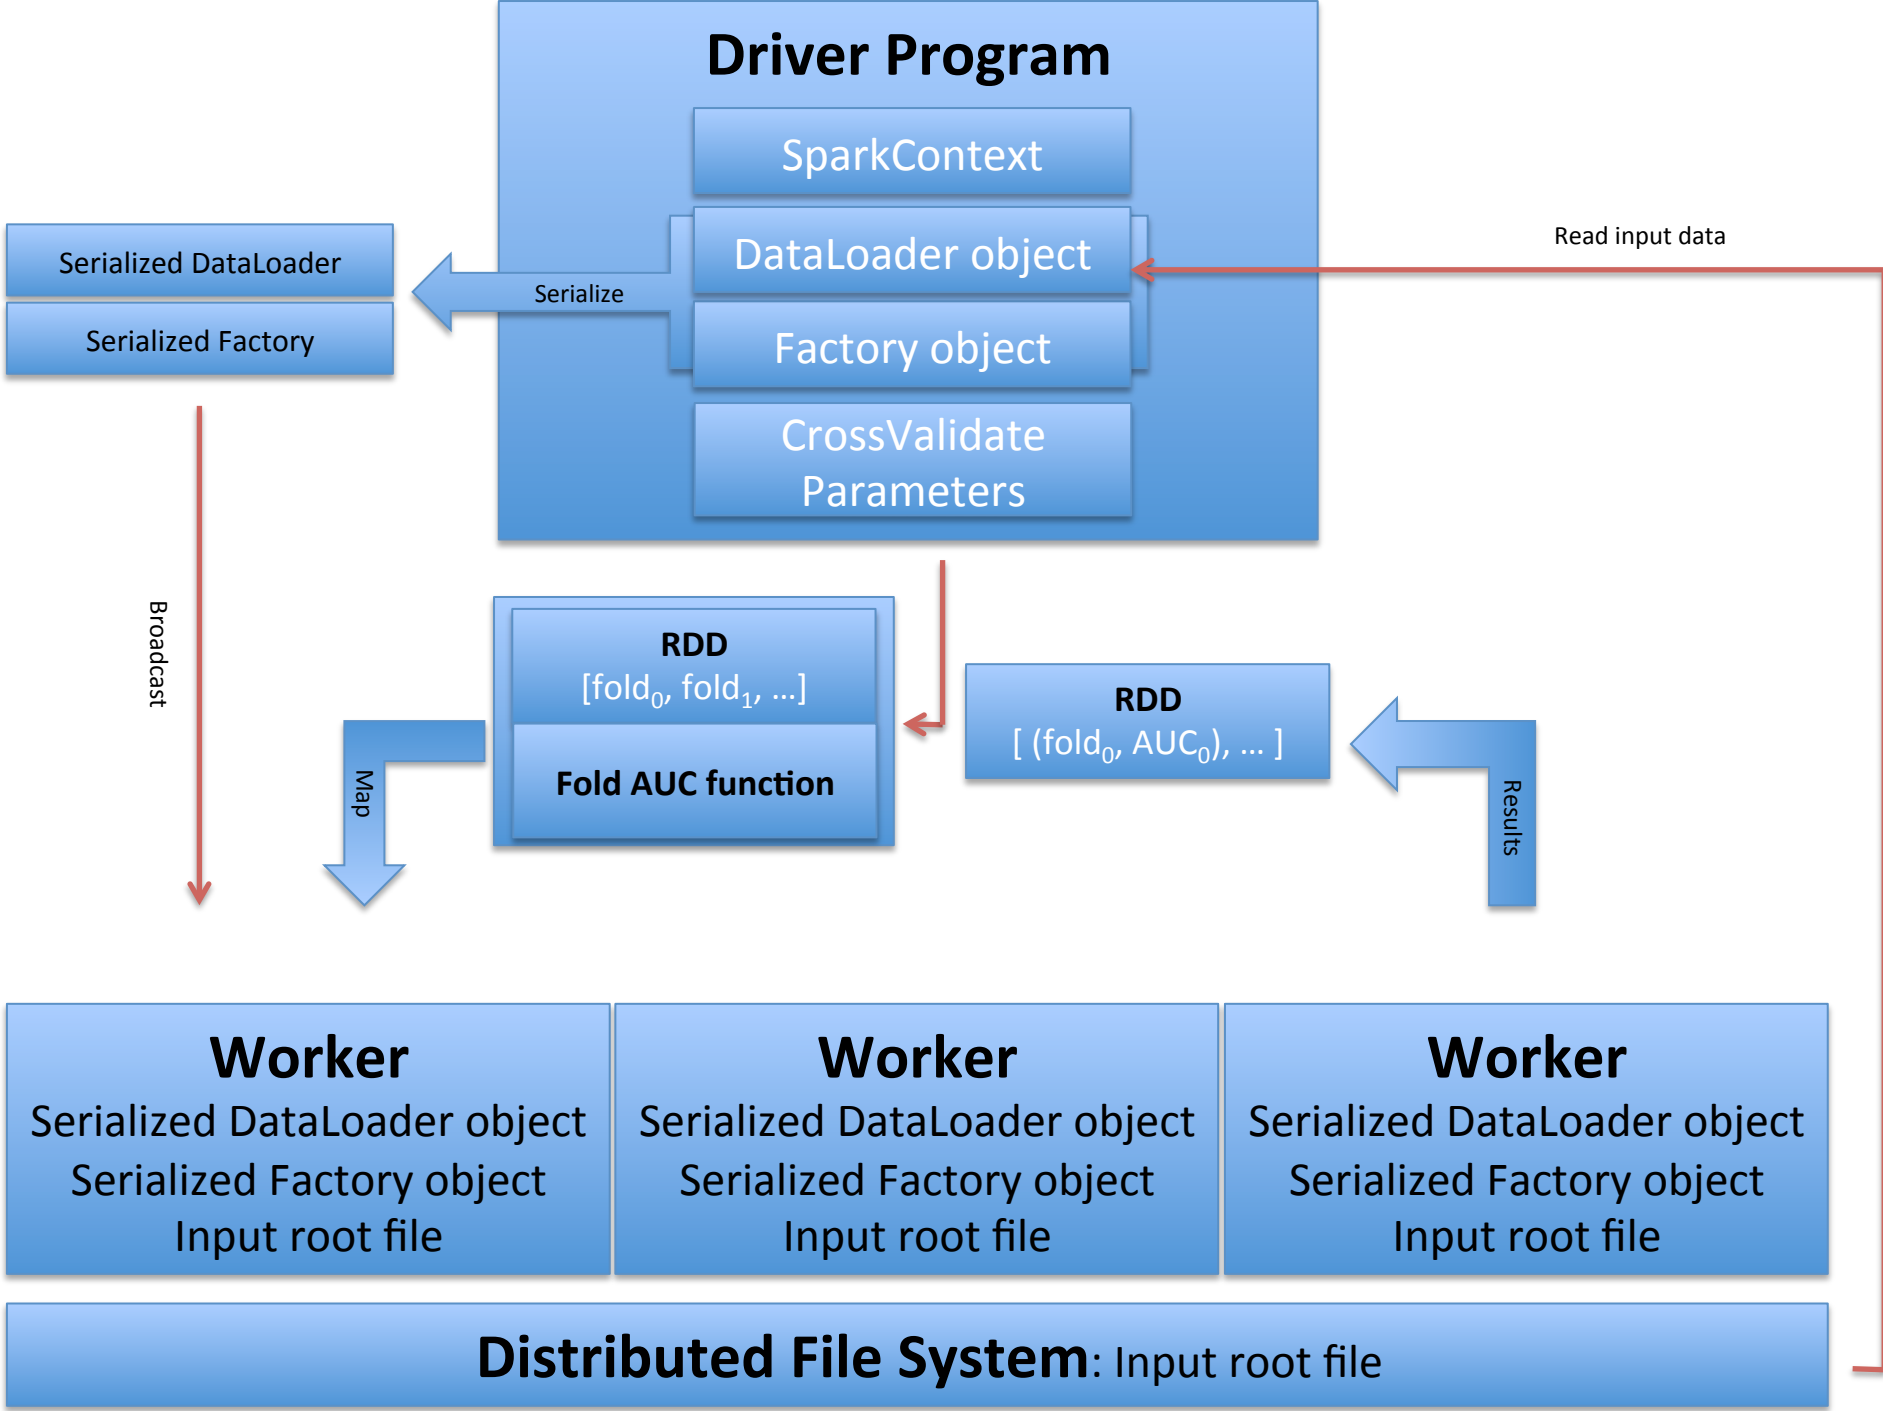 Driver Program
SparkContext
DataLoader object
Factory object
CrossValidate
Parameters
Serialize
Serialized DataLoader
Serialized Factory
Read input data
Broadcast
RDD
[fold₀, fold₁, ...]
Fold AUC function
Map
RDD
[ (fold₀, AUC₀), ... ]
Results
Worker
Serialized DataLoader object
Serialized Factory object
Input root file
Worker
Serialized DataLoader object
Serialized Factory object
Input root file
Worker
Serialized DataLoader object
Serialized Factory object
Input root file
Distributed File System: Input root file